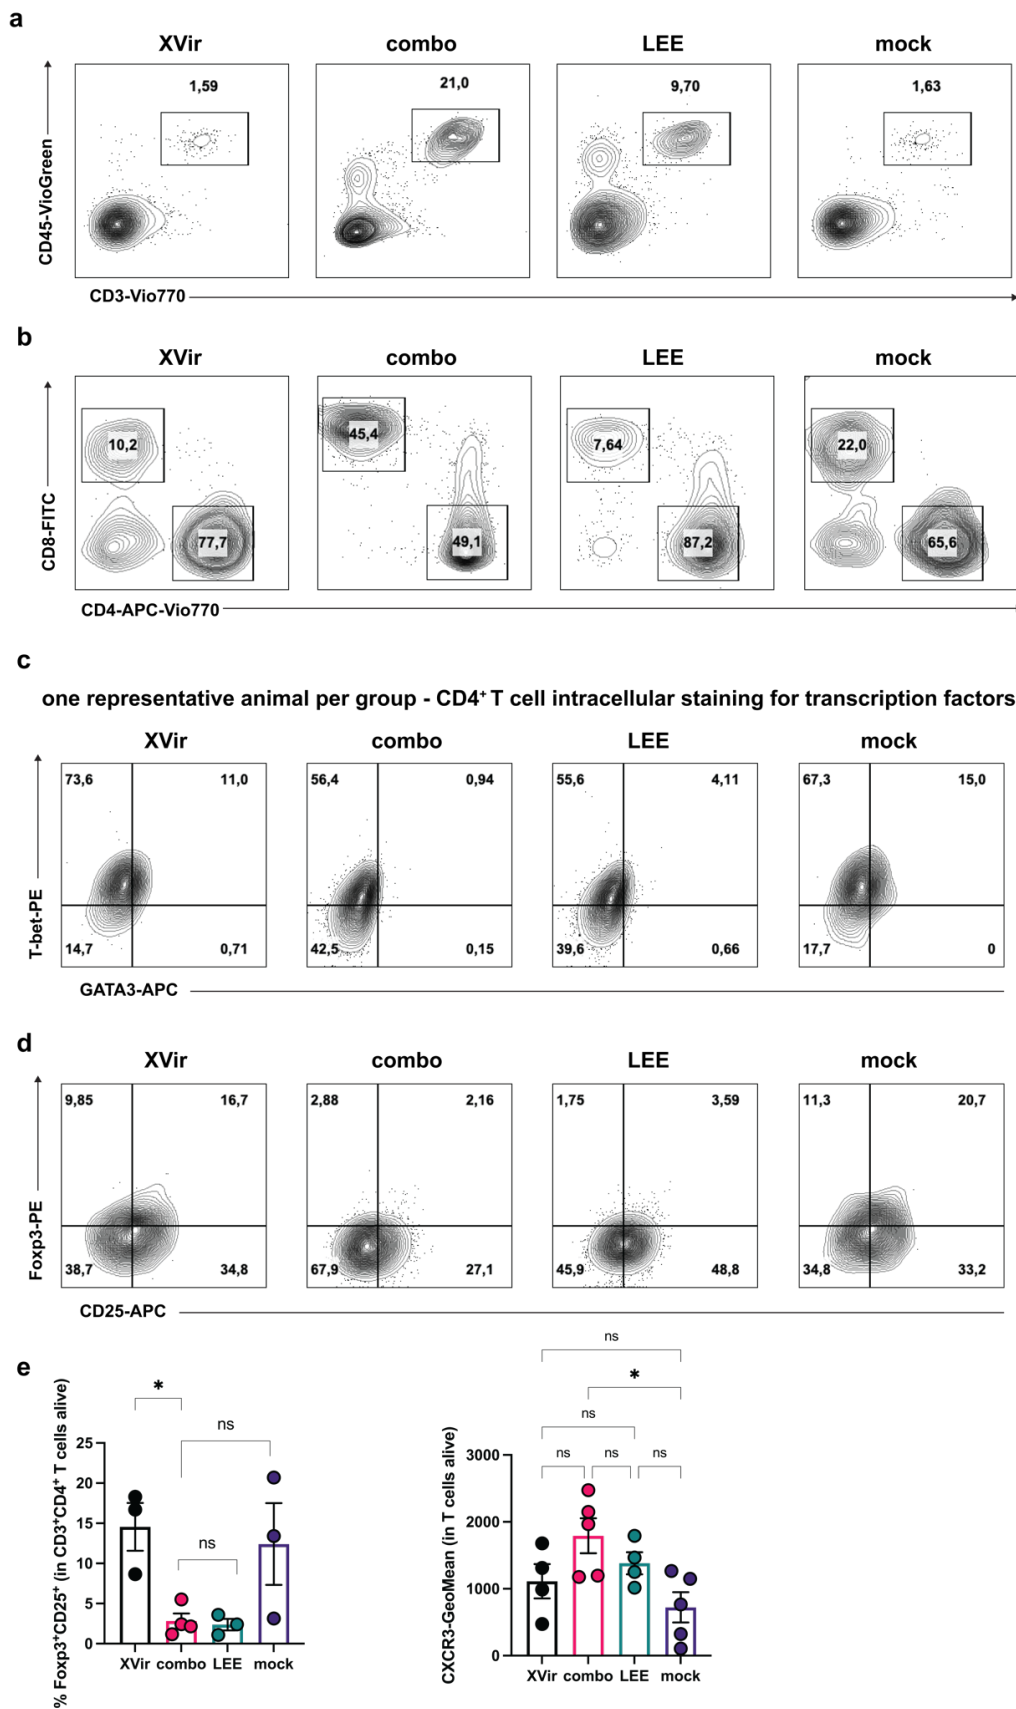 a
XVir combo LEE mock
1,59 21,0 9,70 1,63
CD45-VioGreen
CD3-Vio770
b
XVir combo LEE mock
10,2 45,4 7,64 22,0
77,7 49,1 87,2 65,6
CD8-FITC
CD4-APC-Vio770
c
one representative animal per group - CD4⁺ T cell intracellular staining for transcription factors
XVir combo LEE mock
73,6 11,0 56,4 0,94 55,6 4,11 67,3 15,0
14,7 0,71 42,5 0,15 39,6 0,66 17,7 0
T-bet-PE
GATA3-APC
d
XVir combo LEE mock
9,85 16,7 2,88 2,16 1,75 3,59 11,3 20,7
38,7 34,8 67,9 27,1 45,9 48,8 34,8 33,2
Foxp3-PE
CD25-APC
e
% Foxp3⁺CD25⁺ (in CD3⁺CD4⁺ T cells alive)
*
ns
ns
25
20
15
10
5
0
XVir combo LEE mock
CXCR3-GeoMean (in T cells alive)
ns
*
ns
ns ns ns
3000
2000
1000
0
XVir combo LEE mock